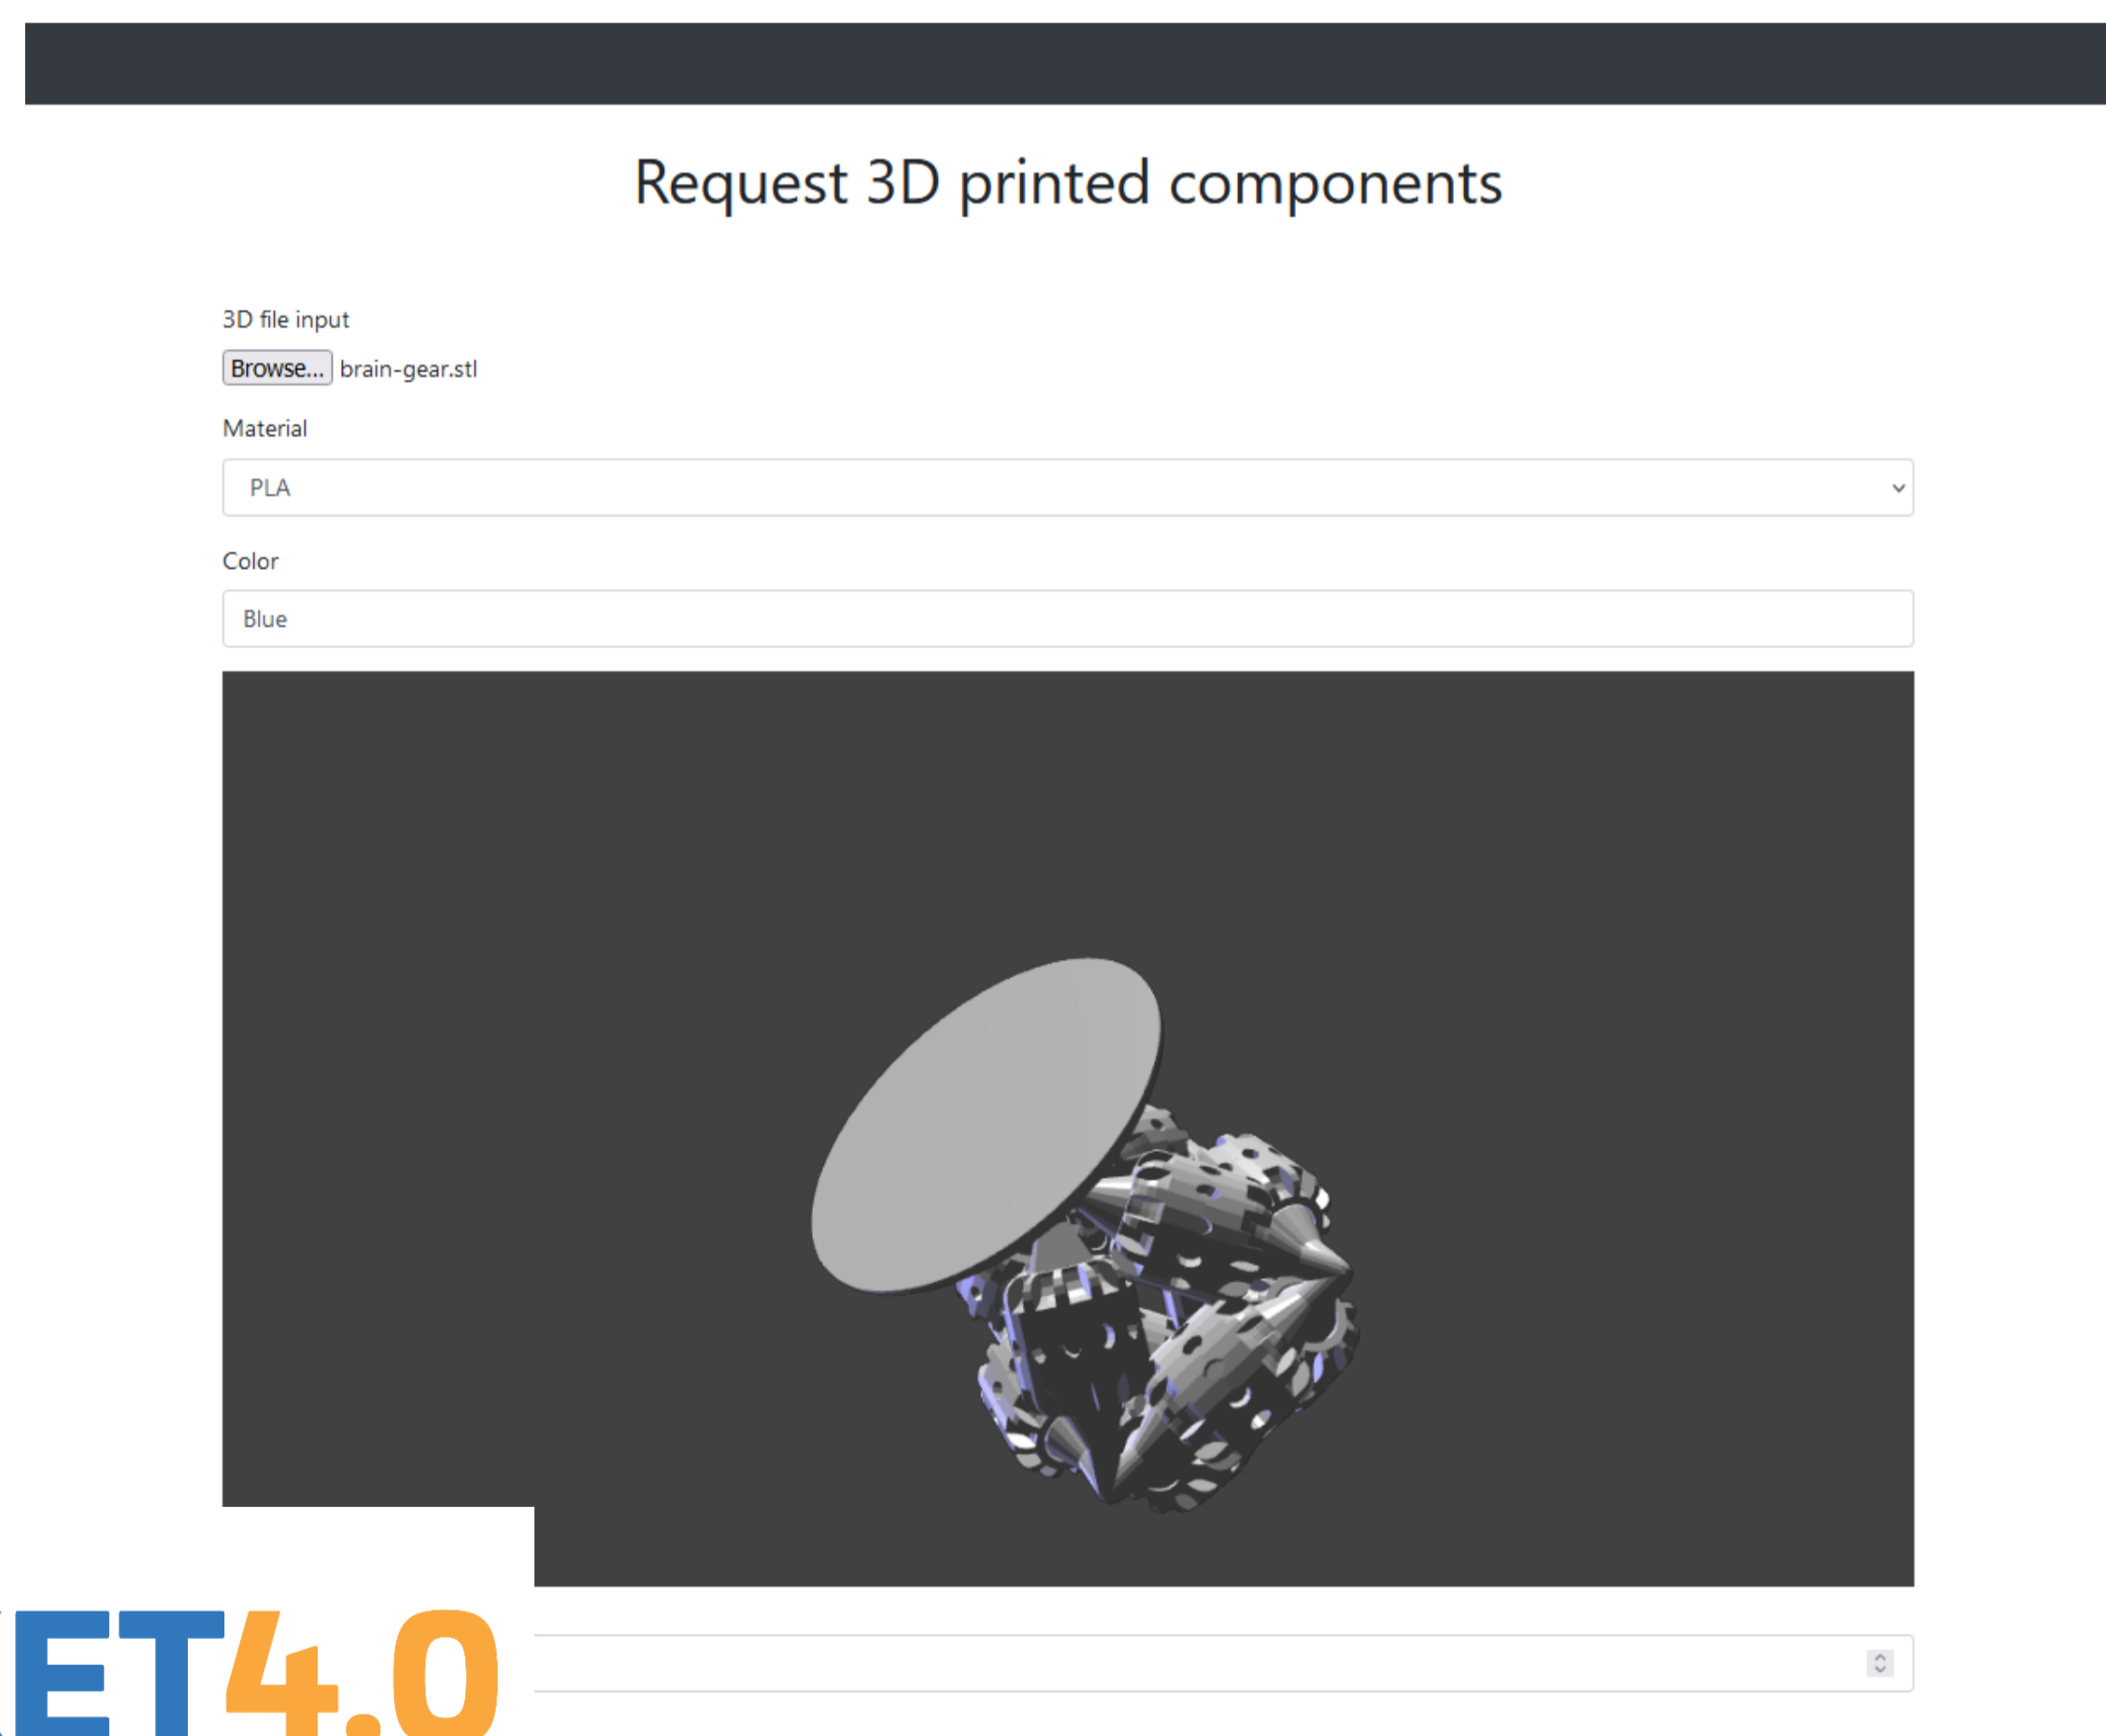 Request 3D printed components
3D file input
Browse... brain-gear.stl
Material
PLA
Color
Blue
ET4.0